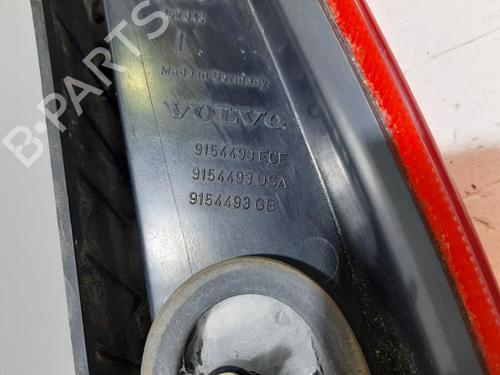 L
Made in Germany
VOLVO
9154493 ECE
9154493 USA
9154493 GB
B-PARTS